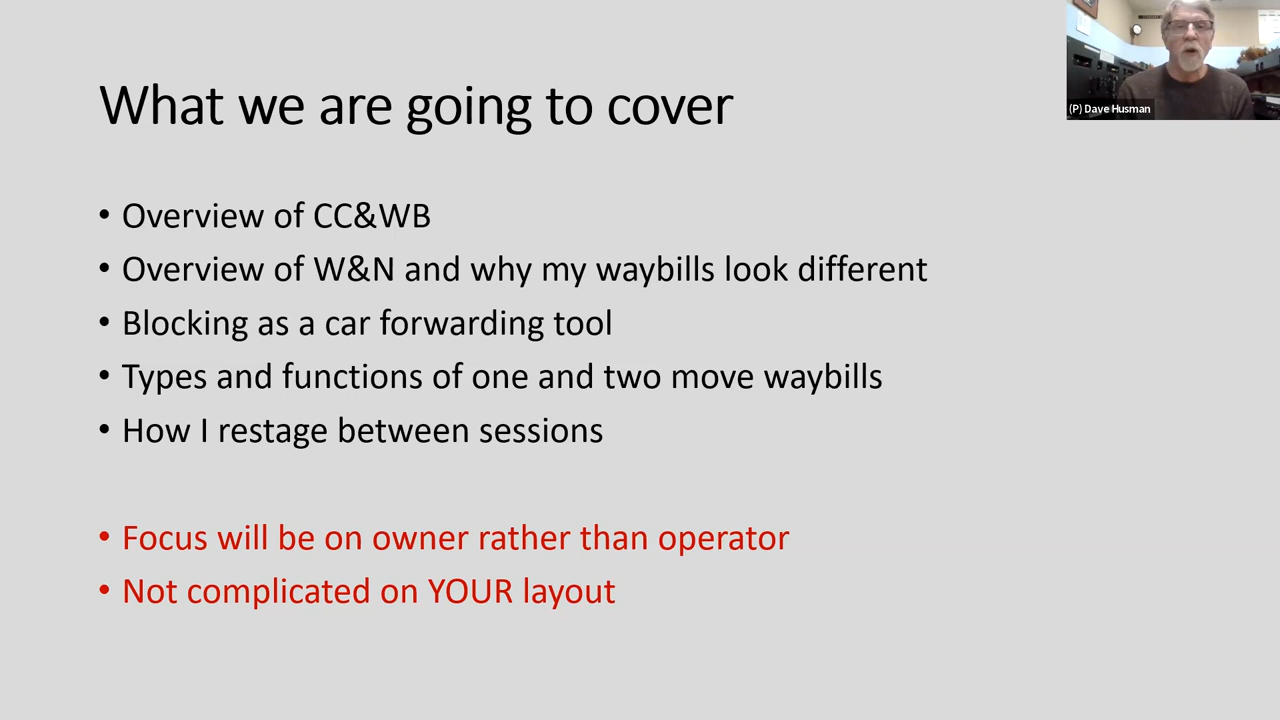 What we are going to cover
(P) Dave Husman
• Overview of CC&WB
• Overview of W&N and why my waybills look different
• Blocking as a car forwarding tool
• Types and functions of one and two move waybills
• How I restage between sessions
• Focus will be on owner rather than operator
• Not complicated on YOUR layout